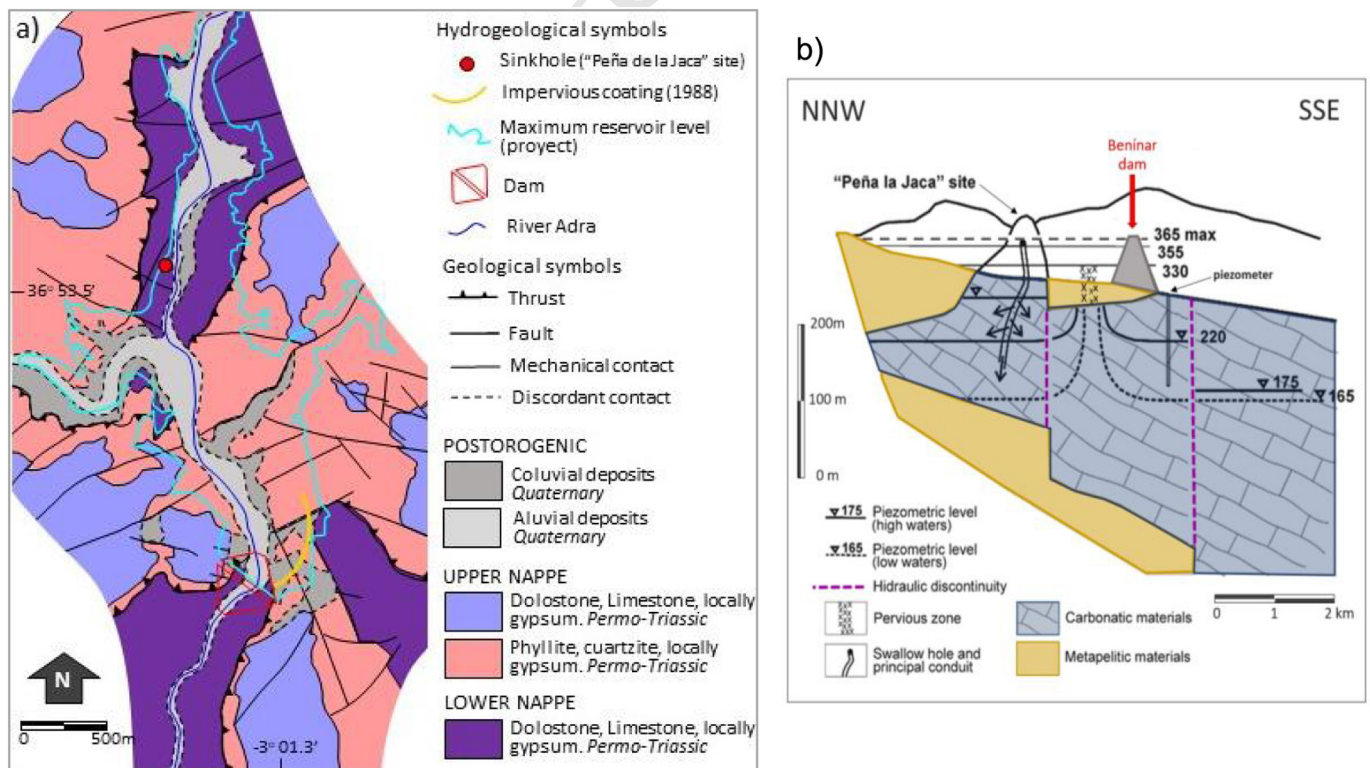 a)
Hydrogeological symbols
Sinkhole ("Peña de la Jaca" site)
Impervious coating (1988)
Maximum reservoir level
(proyect)
Dam
River Adra
Geological symbols
Thrust
Fault
Mechanical contact
Discordant contact
POSTOROGENIC
Coluvial deposits
Quaternary
Aluvial deposits
Quaternary
UPPER NAPPE
Dolostone, Limestone, locally
gypsum. Permo-Triassic
Phyllite, cuartzite, locally
gypsum. Permo-Triassic
LOWER NAPPE
Dolostone, Limestone, locally
gypsum. Permo-Triassic
36° 53.5'
N
0 500m
-3° 01.3'
b)
NNW SSE
Benínar
dam
"Peña la Jaca" site
365 max
355
330
piezometer
220
175
165
200m
100 m
0 m
175 Piezometric level
(high waters)
165 Piezometric level
(low waters)
Hidraulic discontinuity
Pervious zone
Swallow hole and
principal conduit
0 1 2 km
Carbonatic materials
Metapelitic materials